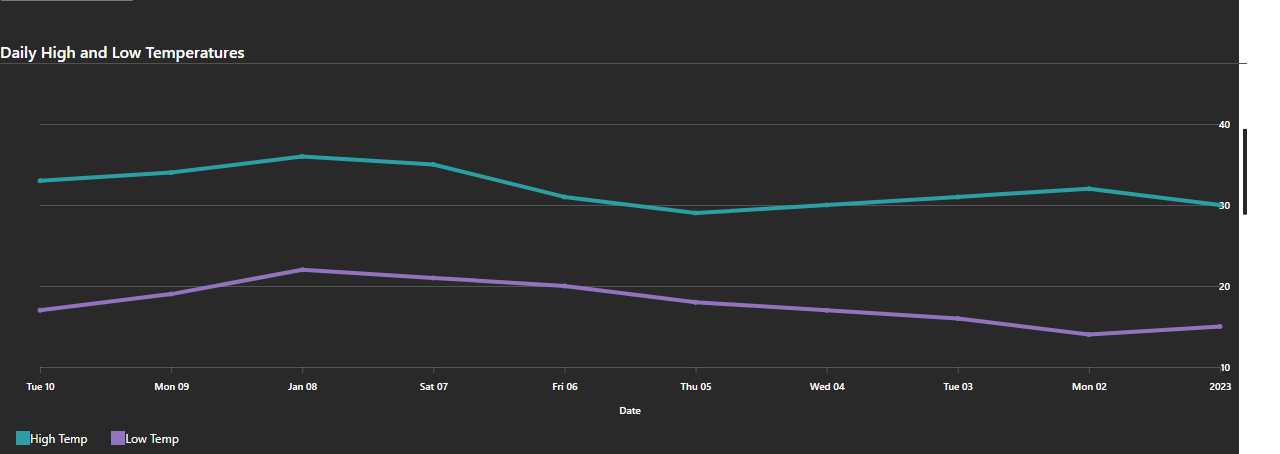 Daily High and Low Temperatures
40
30
20
10
Tue 10 Mon 09 Jan 08 Sat 07 Fri 06 Thu 05 Wed 04 Tue 03 Mon 02 2023
Date
High Temp Low Temp